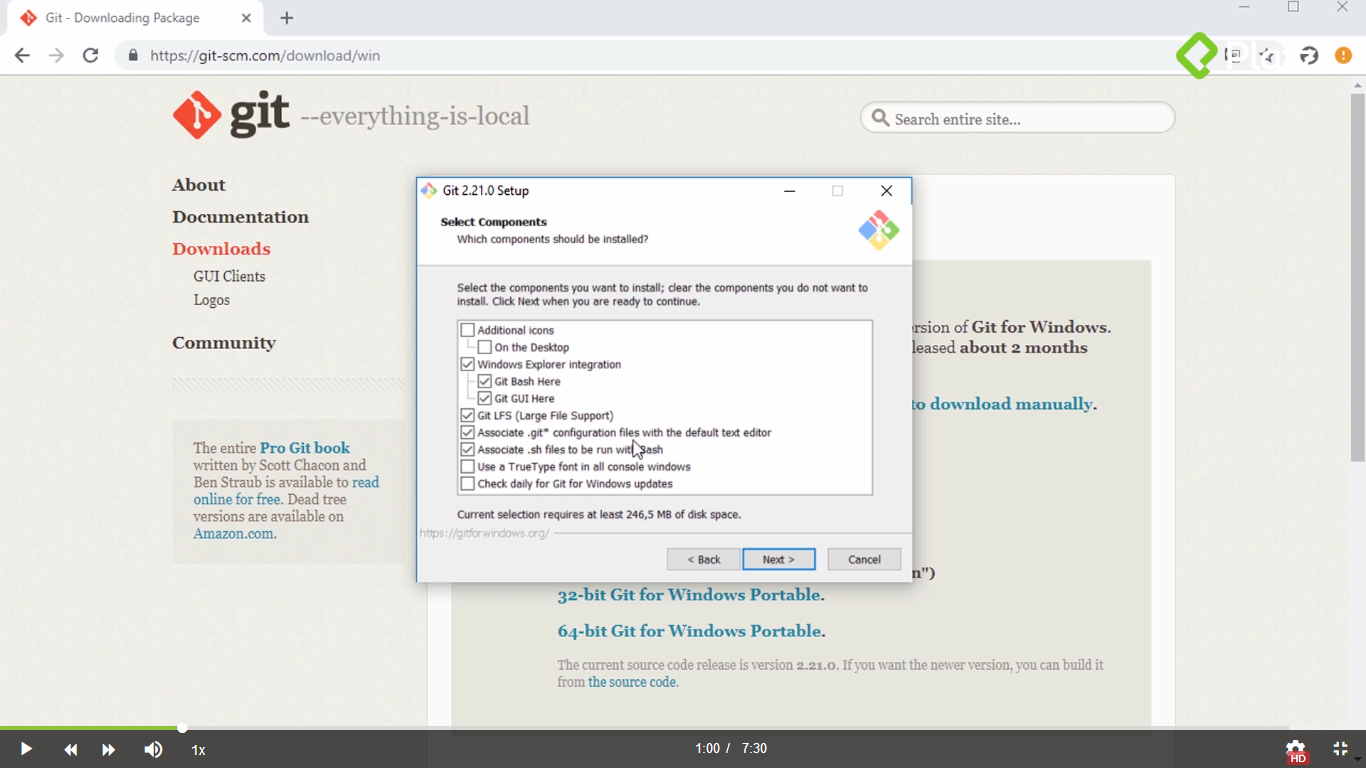 Git - Downloading Package
https://git-scm.com/download/win
git --everything-is-local
Search entire site...
About
Documentation
Downloads
GUI Clients
Logos
Community
The entire Pro Git book
written by Scott Chacon and
Ben Straub is available to read
online for free. Dead tree
versions are available on
Amazon.com.
Git 2.21.0 Setup
Select Components
Which components should be installed?
Select the components you want to install; clear the components you do not want to
install. Click Next when you are ready to continue.
Additional icons
On the Desktop
Windows Explorer integration
Git Bash Here
Git GUI Here
Git LFS (Large File Support)
Associate .git* configuration files with the default text editor
Associate .sh files to be run with Bash
Use a TrueType font in all console windows
Check daily for Git for Windows updates
Current selection requires at least 246,5 MB of disk space.
https://gitforwindows.org/
< Back
Next >
Cancel
ersion of Git for Windows.
leased about 2 months
to download manually.
n")
32-bit Git for Windows Portable.
64-bit Git for Windows Portable.
The current source code release is version 2.21.0. If you want the newer version, you can build it
from the source code.
1x
1:00 / 7:30
HD